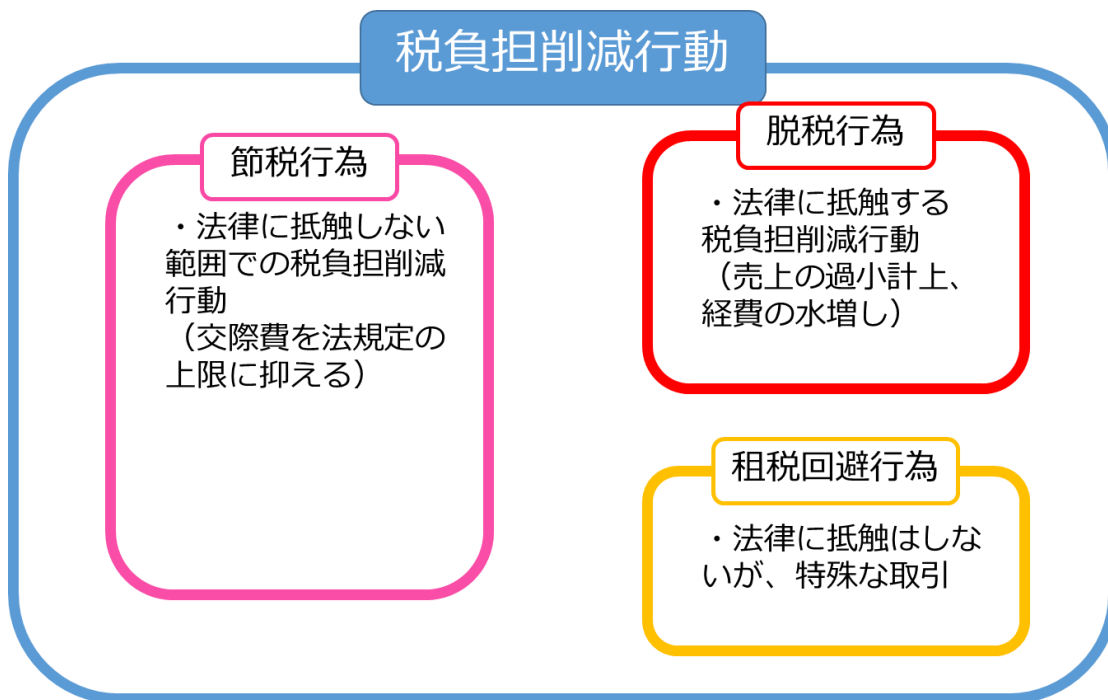 税負担削減行動
節税行為
・法律に抵触しない
範囲での税負担削減
行動
（交際費を法規定の
上限に抑える）
脱税行為
・法律に抵触する
税負担削減行動
（売上の過小計上、
経費の水増し）
租税回避行為
・法律に抵触はしな
いが、特殊な取引